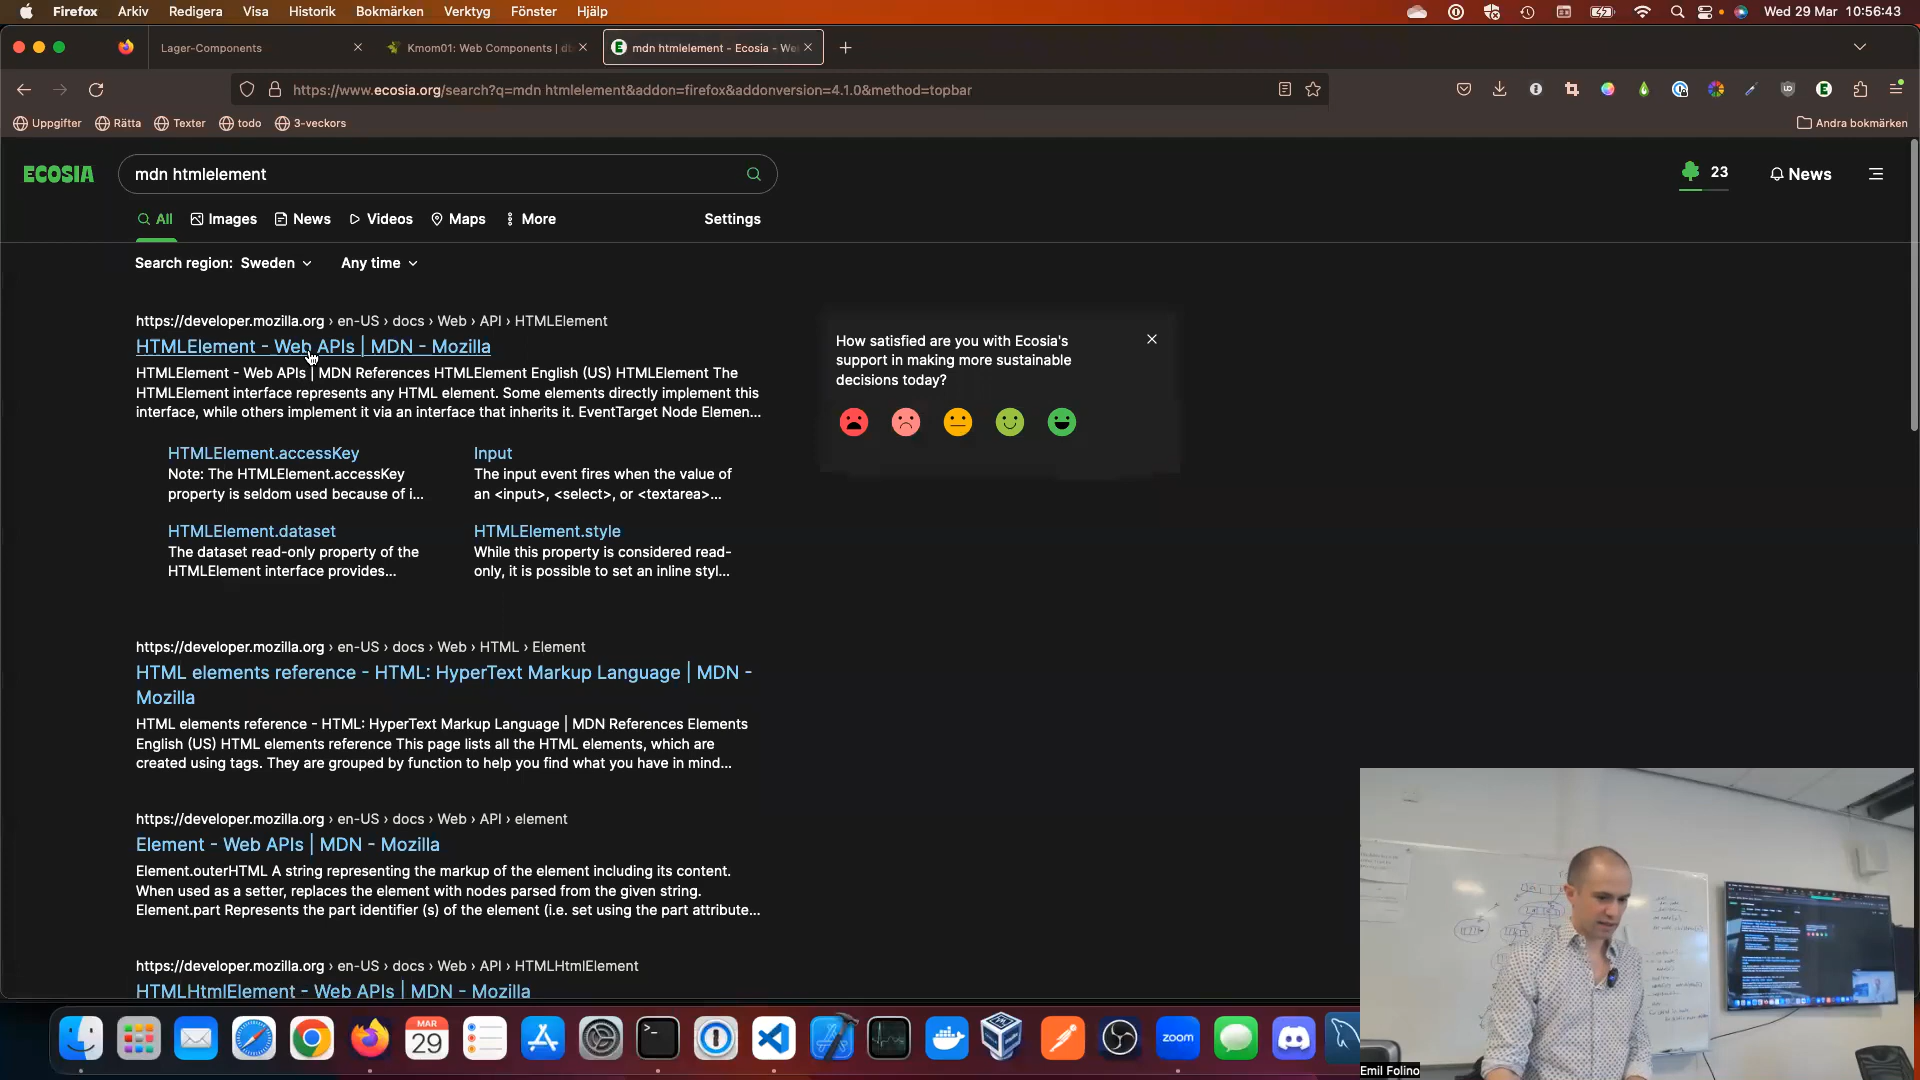 Firefox Arkiv Redigera Visa Historik Bokmärken Verktyg Fönster Hjälp Wed 29 Mar 10:56:43
Lager-Components Kmom01: Web Components | db mdn htmlelement - Ecosia - We
https://www.ecosia.org/search?q=mdn htmlelement&addon=firefox&addonversion=4.1.0&method=topbar
Uppgifter Rätta Texter todo 3-veckors Andra bokmärken
ECOSIA mdn htmlelement 23 News
All Images News Videos Maps More Settings
Search region: Sweden Any time
https://developer.mozilla.org › en-US › docs › Web › API › HTMLElement
HTMLElement - Web APIs | MDN - Mozilla
HTMLElement - Web APIs | MDN References HTMLElement English (US) HTMLElement The
HTMLElement interface represents any HTML element. Some elements directly implement this
interface, while others implement it via an interface that inherits it. EventTarget Node Elemen...
How satisfied are you with Ecosia's
support in making more sustainable
decisions today?
HTMLElement.accessKey
Note: The HTMLElement.accessKey
property is seldom used because of i...
Input
The input event fires when the value of
an <input>, <select>, or <textarea>...
HTMLElement.dataset
The dataset read-only property of the
HTMLElement interface provides...
HTMLElement.style
While this property is considered read-
only, it is possible to set an inline styl...
https://developer.mozilla.org › en-US › docs › Web › HTML › Element
HTML elements reference - HTML: HyperText Markup Language | MDN -
Mozilla
HTML elements reference - HTML: HyperText Markup Language | MDN References Elements
English (US) HTML elements reference This page lists all the HTML elements, which are
created using tags. They are grouped by function to help you find what you have in mind...
https://developer.mozilla.org › en-US › docs › Web › API › element
Element - Web APIs | MDN - Mozilla
Element.outerHTML A string representing the markup of the element including its content.
When used as a setter, replaces the element with nodes parsed from the given string.
Element.part Represents the part identifier (s) of the element (i.e. set using the part attribute...
https://developer.mozilla.org › en-US › docs › Web › API › HTMLHtmlElement
HTMLHtmlElement - Web APIs | MDN - Mozilla
MAR
29
zoom
Emil Folino